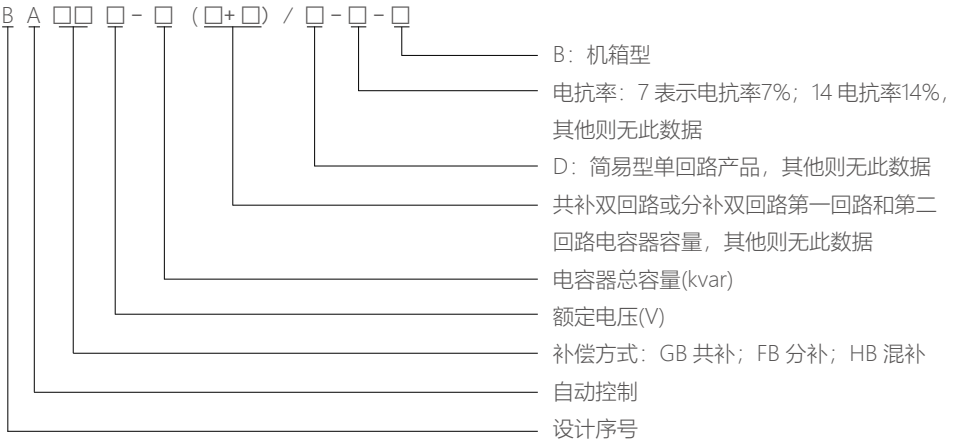 B A □□ □ - □ (□+□) / □ - □ - □
B：机箱型
电抗率：7 表示电抗率7%；14 电抗率14%，
其他则无此数据
D：简易型单回路产品，其他则无此数据
共补双回路或分补双回路第一回路和第二
回路电容器容量，其他则无此数据
电容器总容量(kvar)
额定电压(V)
补偿方式：GB 共补；FB 分补；HB 混补
自动控制
设计序号